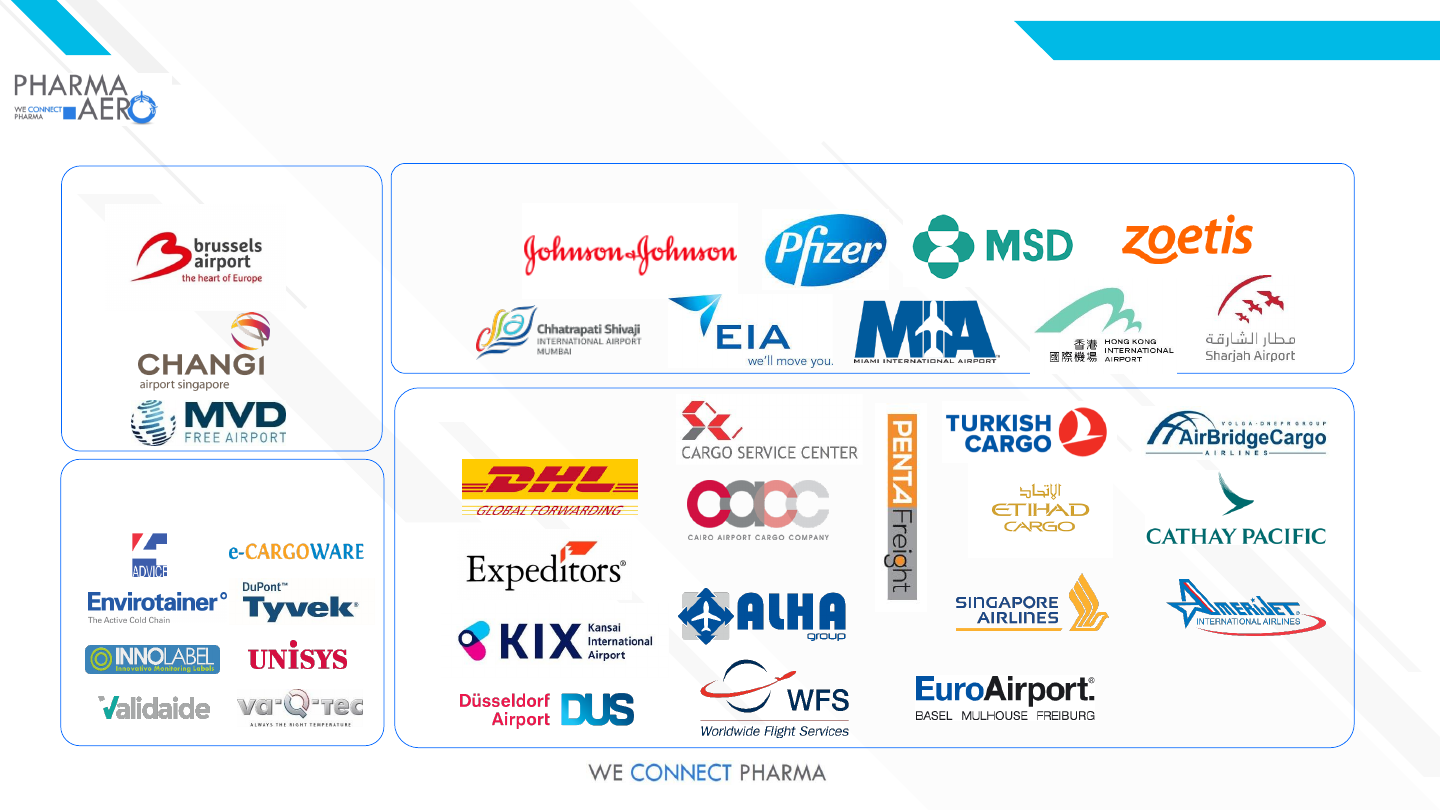 PHARMA
WE CONNECT
PHARMA
AERO
brussels
airport
the heart of Europe
CHANGI
airport singapore
MVD
FREE AIRPORT
Johnson & Johnson
Pfizer
MSD
zoetis
Chhatrapati Shivaji
INTERNATIONAL AIRPORT
MUMBAI
EIA
we'll move you.
MIA
MIAMI INTERNATIONAL AIRPORT
香港
國際機場
HONG KONG
INTERNATIONAL
AIRPORT
مطار الشارقة
Sharjah Airport
ADVICE
e-CARGOWARE
Envirotainer°
The Active Cold Chain
DuPont™
Tyvek®
INNOLABEL
Innovative Monitoring Labels
UNISYS
Validaide
va-Q-tec
ALWAYS THE RIGHT TEMPERATURE
DHL
GLOBAL FORWARDING
Expeditors®
KIX
Kansai
International
Airport
Düsseldorf
Airport
DUS
CARGO SERVICE CENTER
cacc
CAIRO AIRPORT CARGO COMPANY
ALHA
group
WFS
Worldwide Flight Services
PENTA
Freight
TURKISH
CARGO
الإتحاد
ETIHAD
CARGO
SINGAPORE
AIRLINES
EuroAirport®
BASEL MULHOUSE FREIBURG
VOLGA-DNEPR GROUP
AirBridgeCargo
AIRLINES
CATHAY PACIFIC
AMERIJET®
INTERNATIONAL AIRLINES
WE CONNECT PHARMA